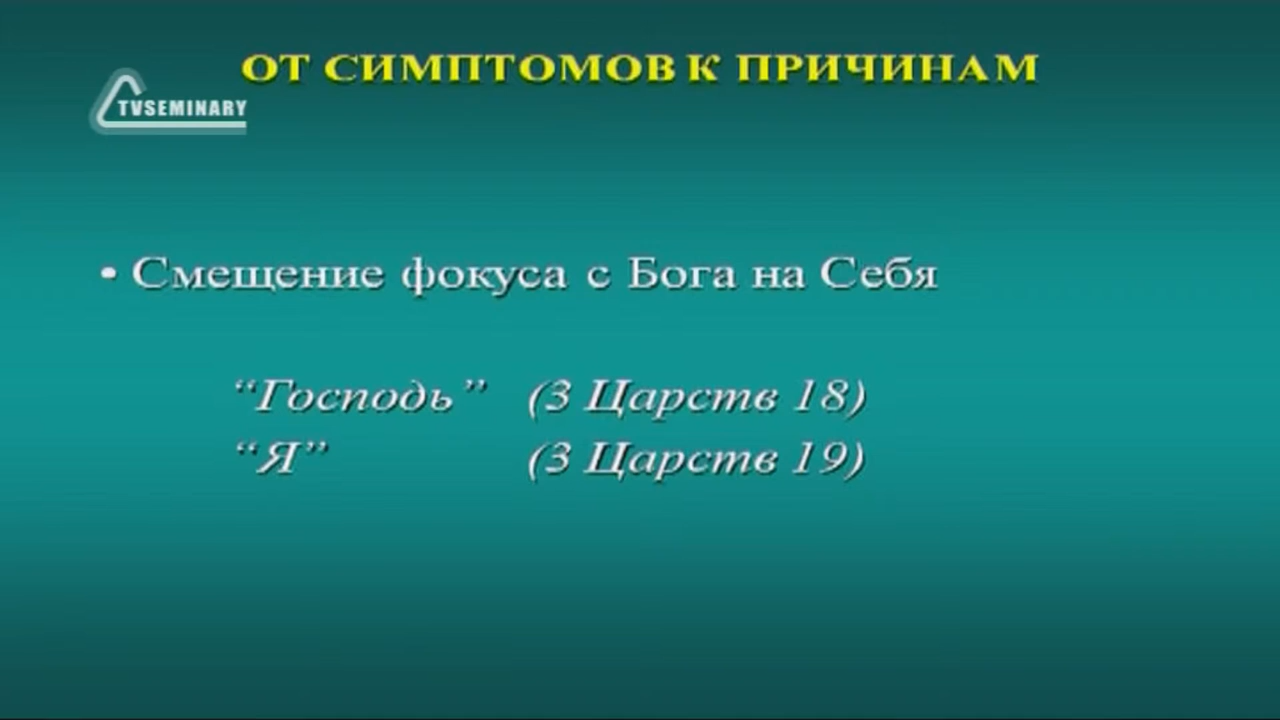 ОТ СИМПТОМОВ К ПРИЧИНАМ
TVSEMINARY
• Смещение фокуса с Бога на Себя
“Господь” (3 Царств 18)
“Я” (3 Царств 19)